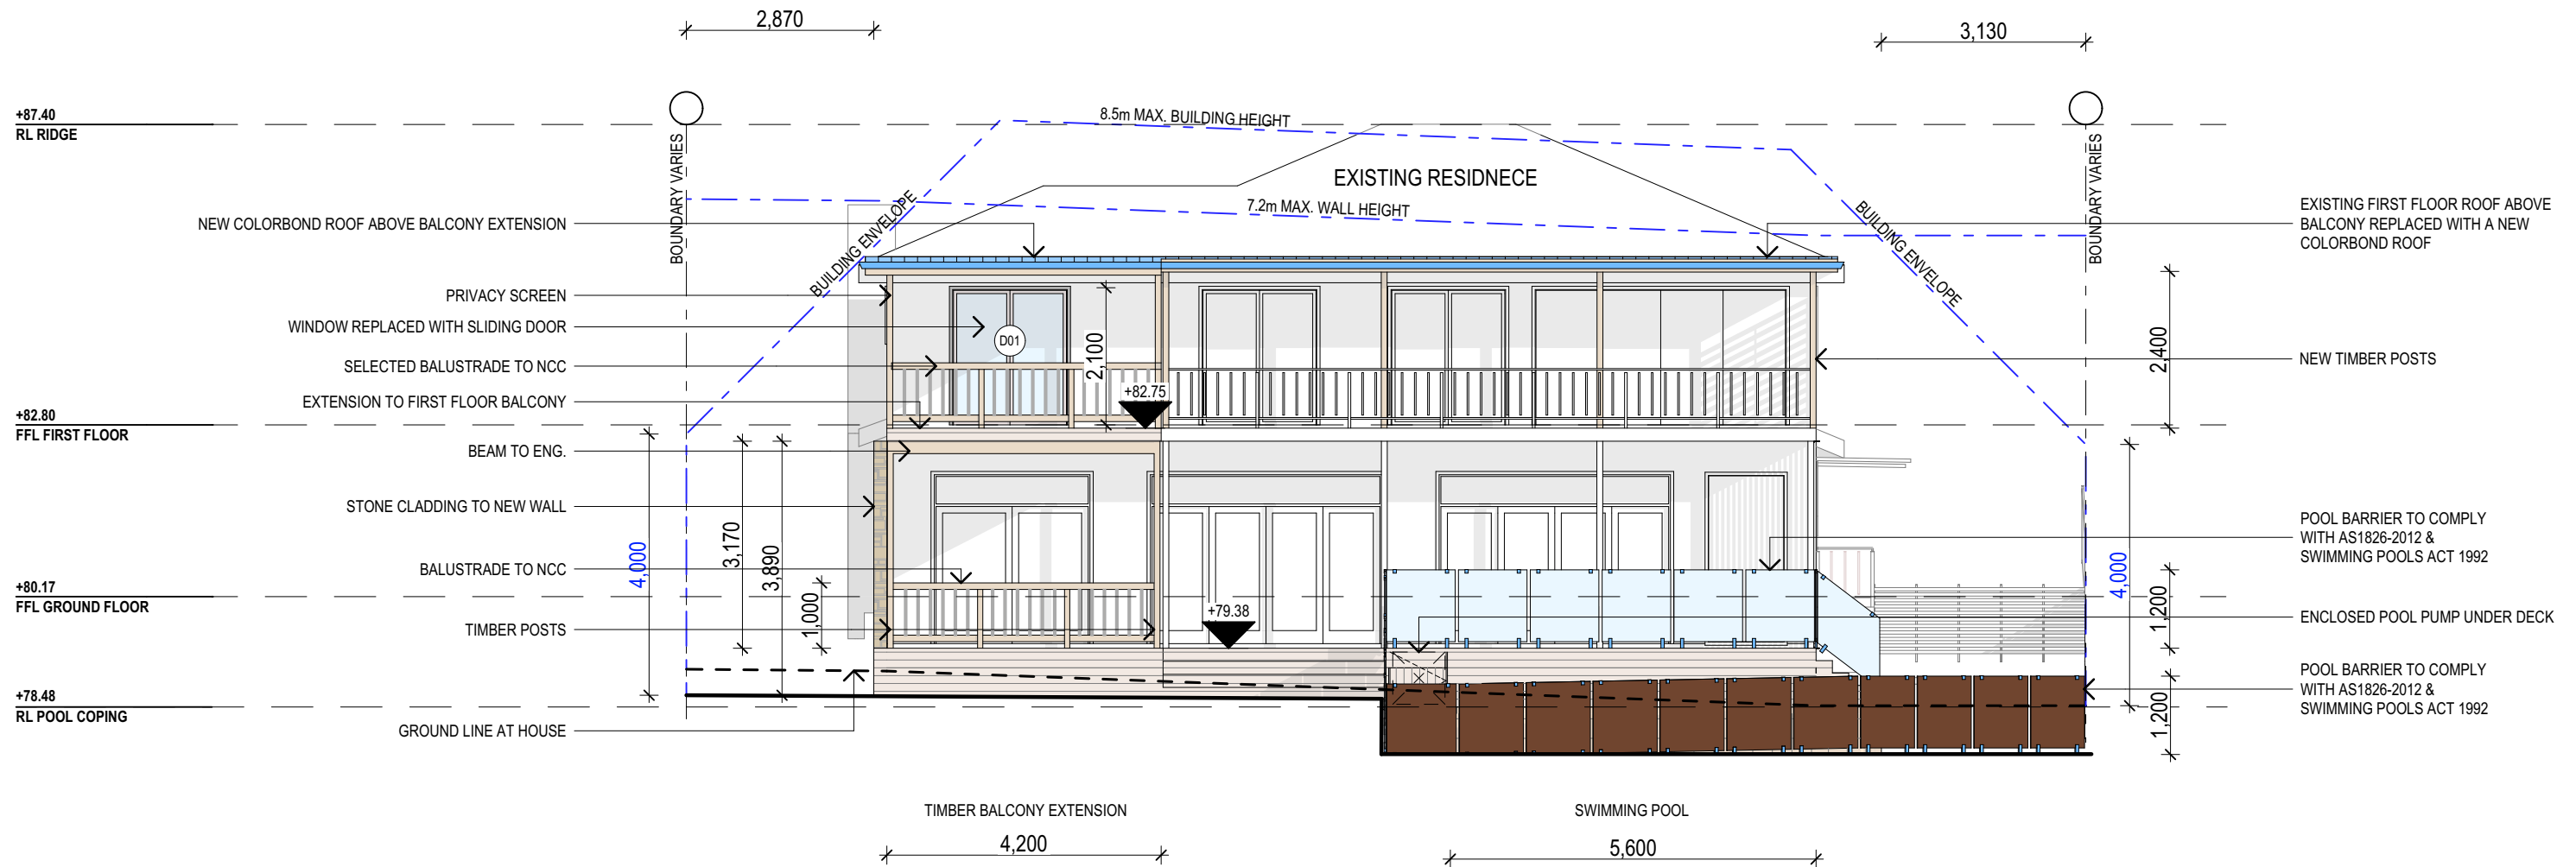 2,870
3,130
+87.40
RL RIDGE
8.5m MAX. BUILDING HEIGHT
BOUNDARY VARIES
BOUNDARY VARIES
EXISTING RESIDNECE
7.2m MAX. WALL HEIGHT
BUILDING ENVELOPE
BUILDING ENVELOPE
NEW COLORBOND ROOF ABOVE BALCONY EXTENSION
EXISTING FIRST FLOOR ROOF ABOVE
BALCONY REPLACED WITH A NEW
COLORBOND ROOF
PRIVACY SCREEN
WINDOW REPLACED WITH SLIDING DOOR
D01
2,100
2,400
SELECTED BALUSTRADE TO NCC
NEW TIMBER POSTS
EXTENSION TO FIRST FLOOR BALCONY
+82.75
+82.80
FFL FIRST FLOOR
BEAM TO ENG.
STONE CLADDING TO NEW WALL
4,000
3,170
3,890
POOL BARRIER TO COMPLY
WITH AS1826-2012 &
SWIMMING POOLS ACT 1992
BALUSTRADE TO NCC
4,000
+80.17
FFL GROUND FLOOR
1,000
+79.38
1,200
TIMBER POSTS
ENCLOSED POOL PUMP UNDER DECK
POOL BARRIER TO COMPLY
WITH AS1826-2012 &
SWIMMING POOLS ACT 1992
+78.48
RL POOL COPING
1,200
GROUND LINE AT HOUSE
TIMBER BALCONY EXTENSION
SWIMMING POOL
4,200
5,600